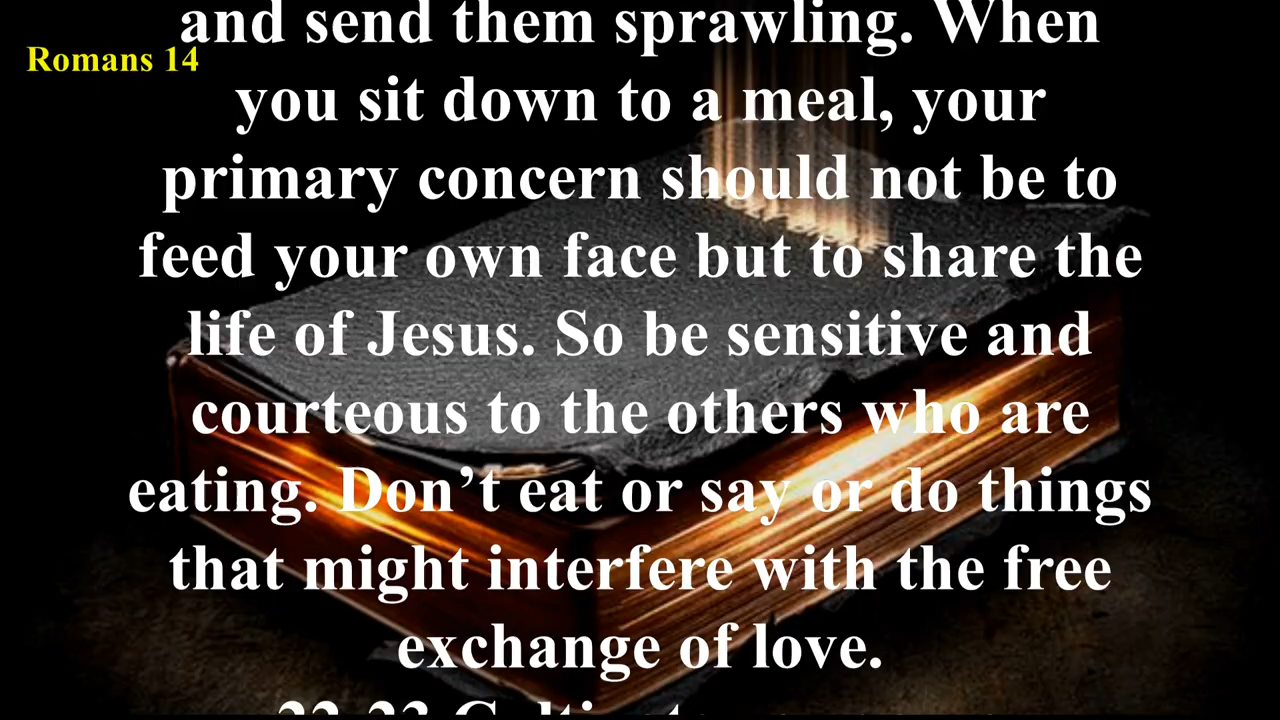 and send them sprawling. When
Romans 14
you sit down to a meal, your
primary concern should not be to
feed your own face but to share the
life of Jesus. So be sensitive and
courteous to the others who are
eating. Don’t eat or say or do things
that might interfere with the free
exchange of love.